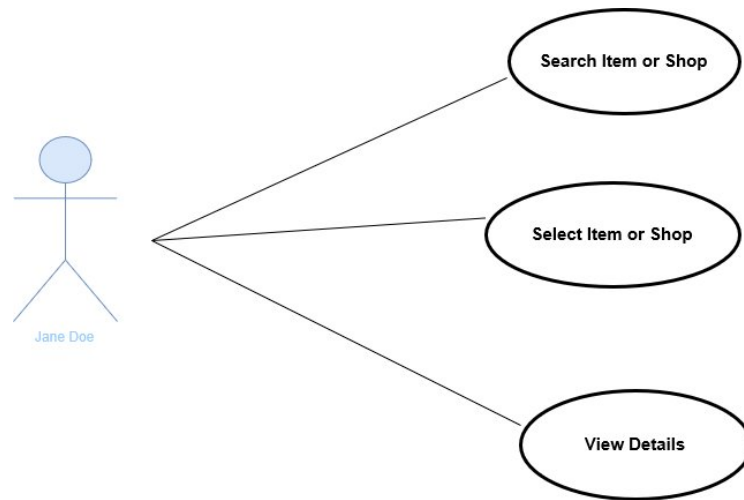 Search Item or Shop
Select Item or Shop
Jane Doe
View Details